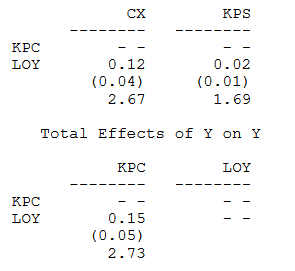 CX KPS
-------- --------
KPC - - - -
LOY 0.12 0.02
(0.04) (0.01)
2.67 1.69
Total Effects of Y on Y
KPC LOY
-------- --------
KPC - - - -
LOY 0.15 - -
(0.05)
2.73